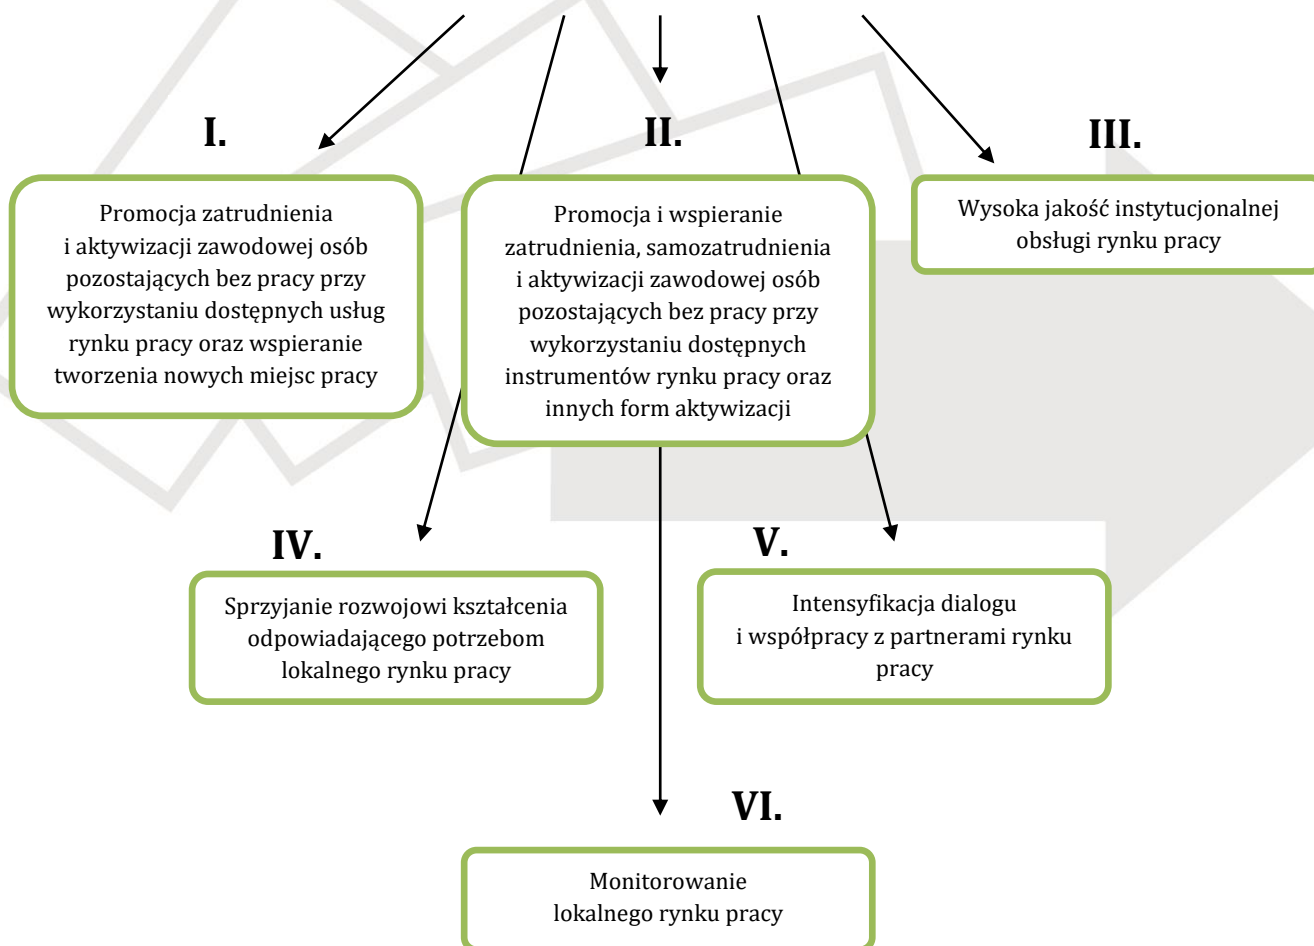 I.
Promocja zatrudnienia
i aktywizacji zawodowej osób
pozostających bez pracy przy
wykorzystaniu dostępnych usług
rynku pracy oraz wspieranie
tworzenia nowych miejsc pracy
II.
Promocja i wspieranie
zatrudnienia, samozatrudnienia
i aktywizacji zawodowej osób
pozostających bez pracy przy
wykorzystaniu dostępnych
instrumentów rynku pracy oraz
innych form aktywizacji
III.
Wysoka jakość instytucjonalnej
obsługi rynku pracy
IV.
Sprzyjanie rozwojowi kształcenia
odpowiadającego potrzebom
lokalnego rynku pracy
V.
Intensyfikacja dialogu
i współpracy z partnerami rynku
pracy
VI.
Monitorowanie
lokalnego rynku pracy